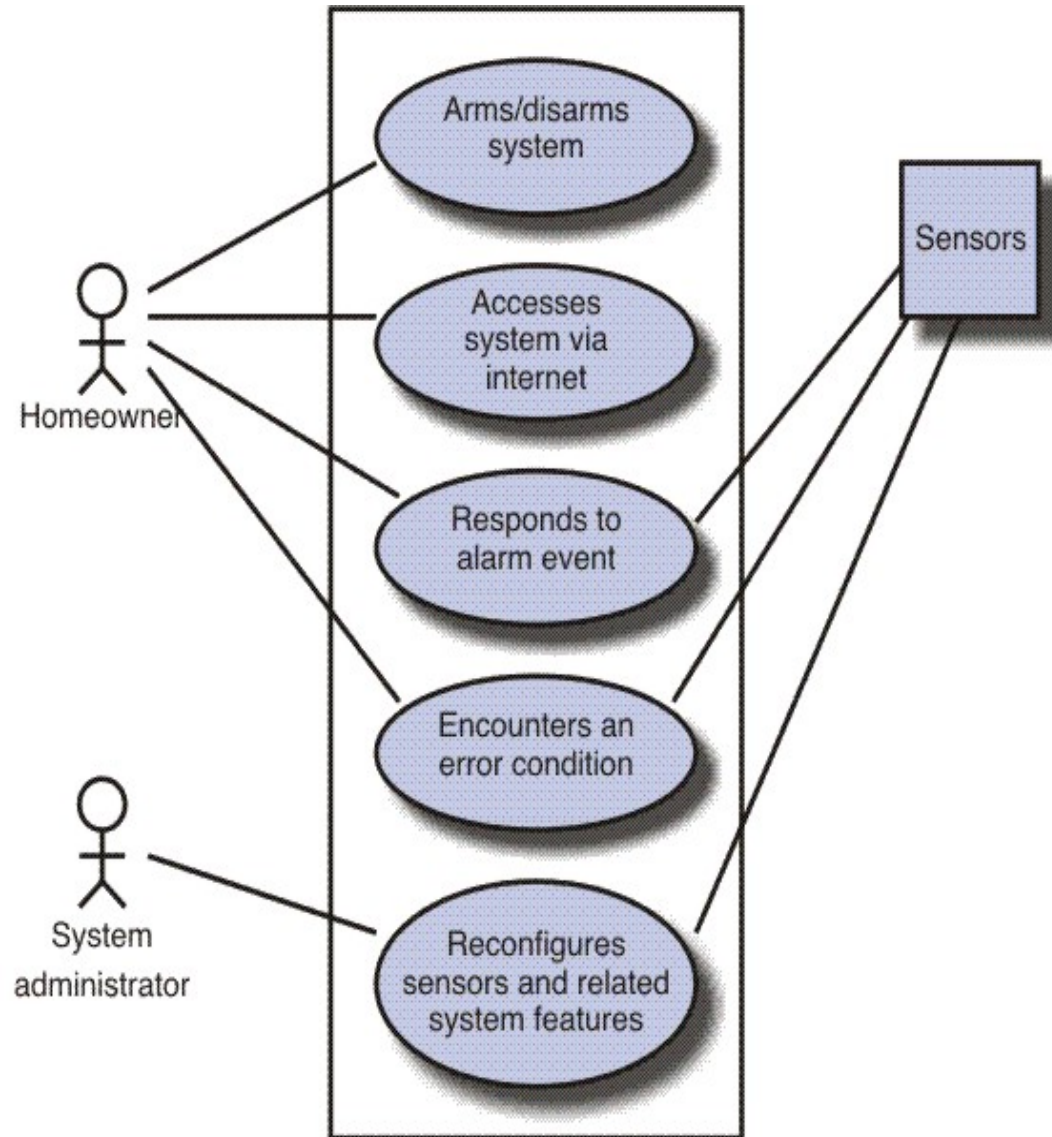 Arms/disarms
system
Sensors
Accesses
system via
internet
Homeowner
Responds to
alarm event
Encounters an
error condition
System
administrator
Reconfigures
sensors and related
system features